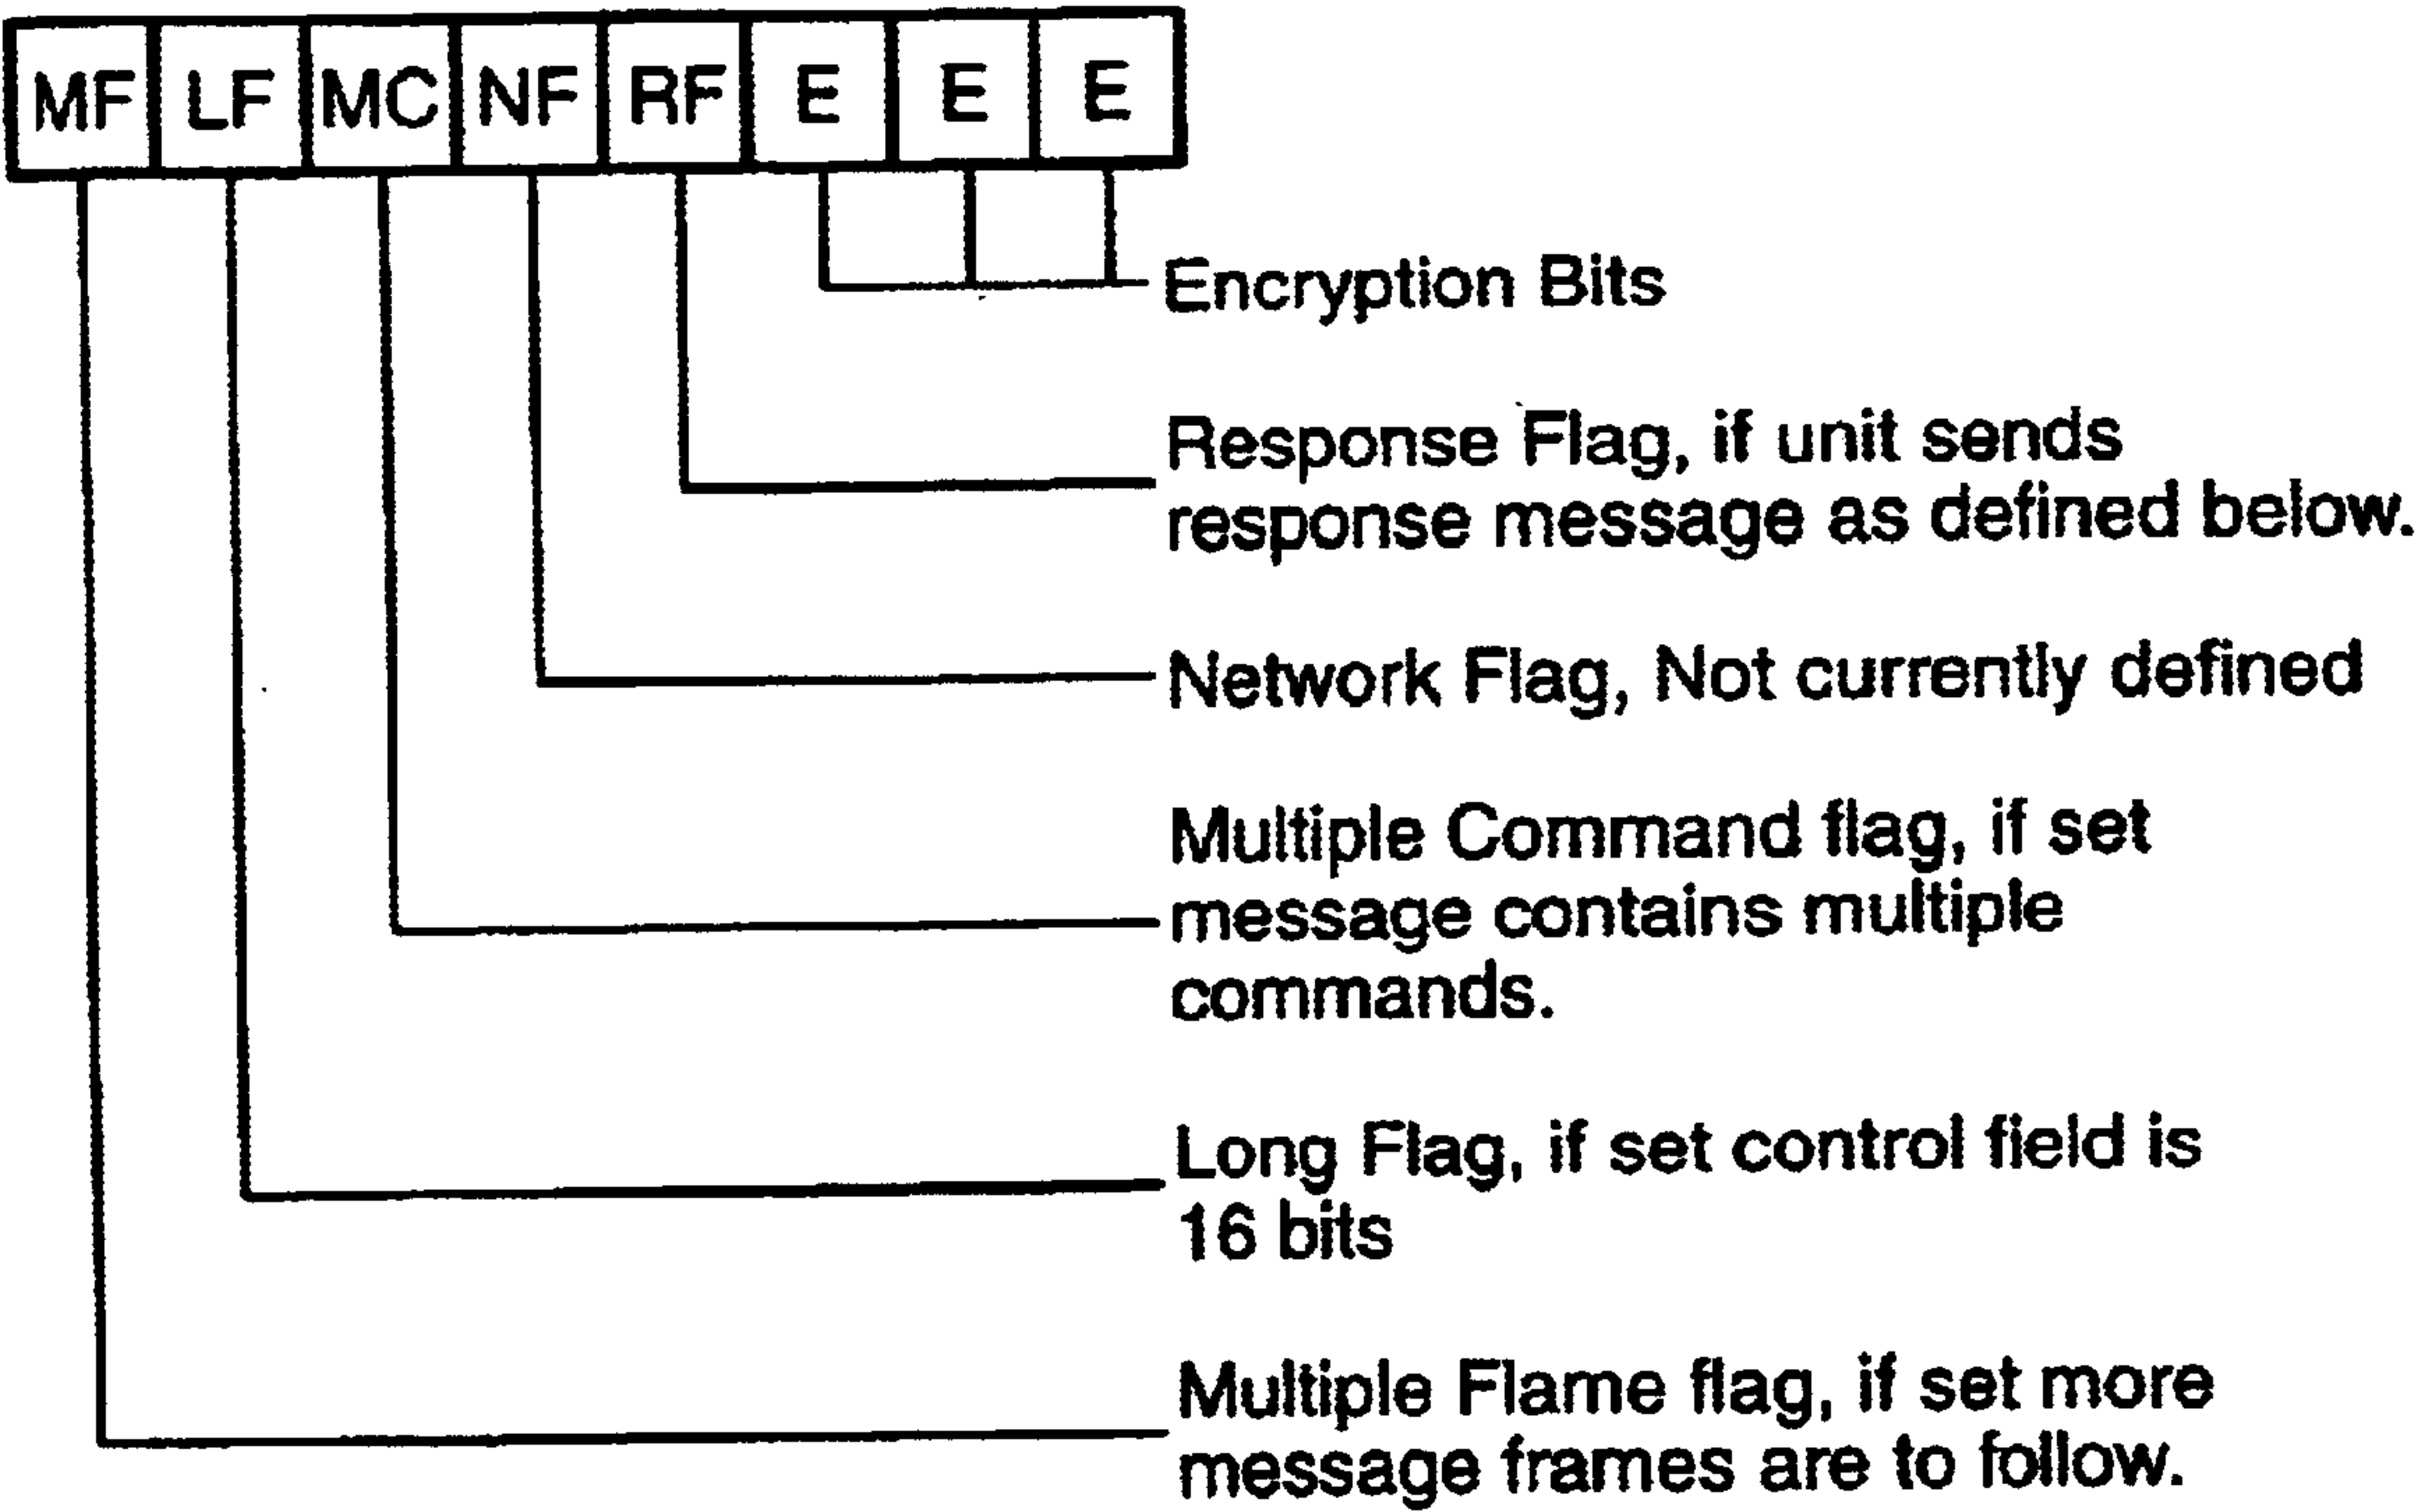 MF LF MC NF RF E E E
Encryption Bits
Response Flag, if unit sends
response message as defined below.
Network Flag, Not currently defined
Multiple Command flag, if set
message contains multiple
commands.
Long Flag, if set control field is
16 bits
Multiple Flame flag, if set more
message frames are to follow.